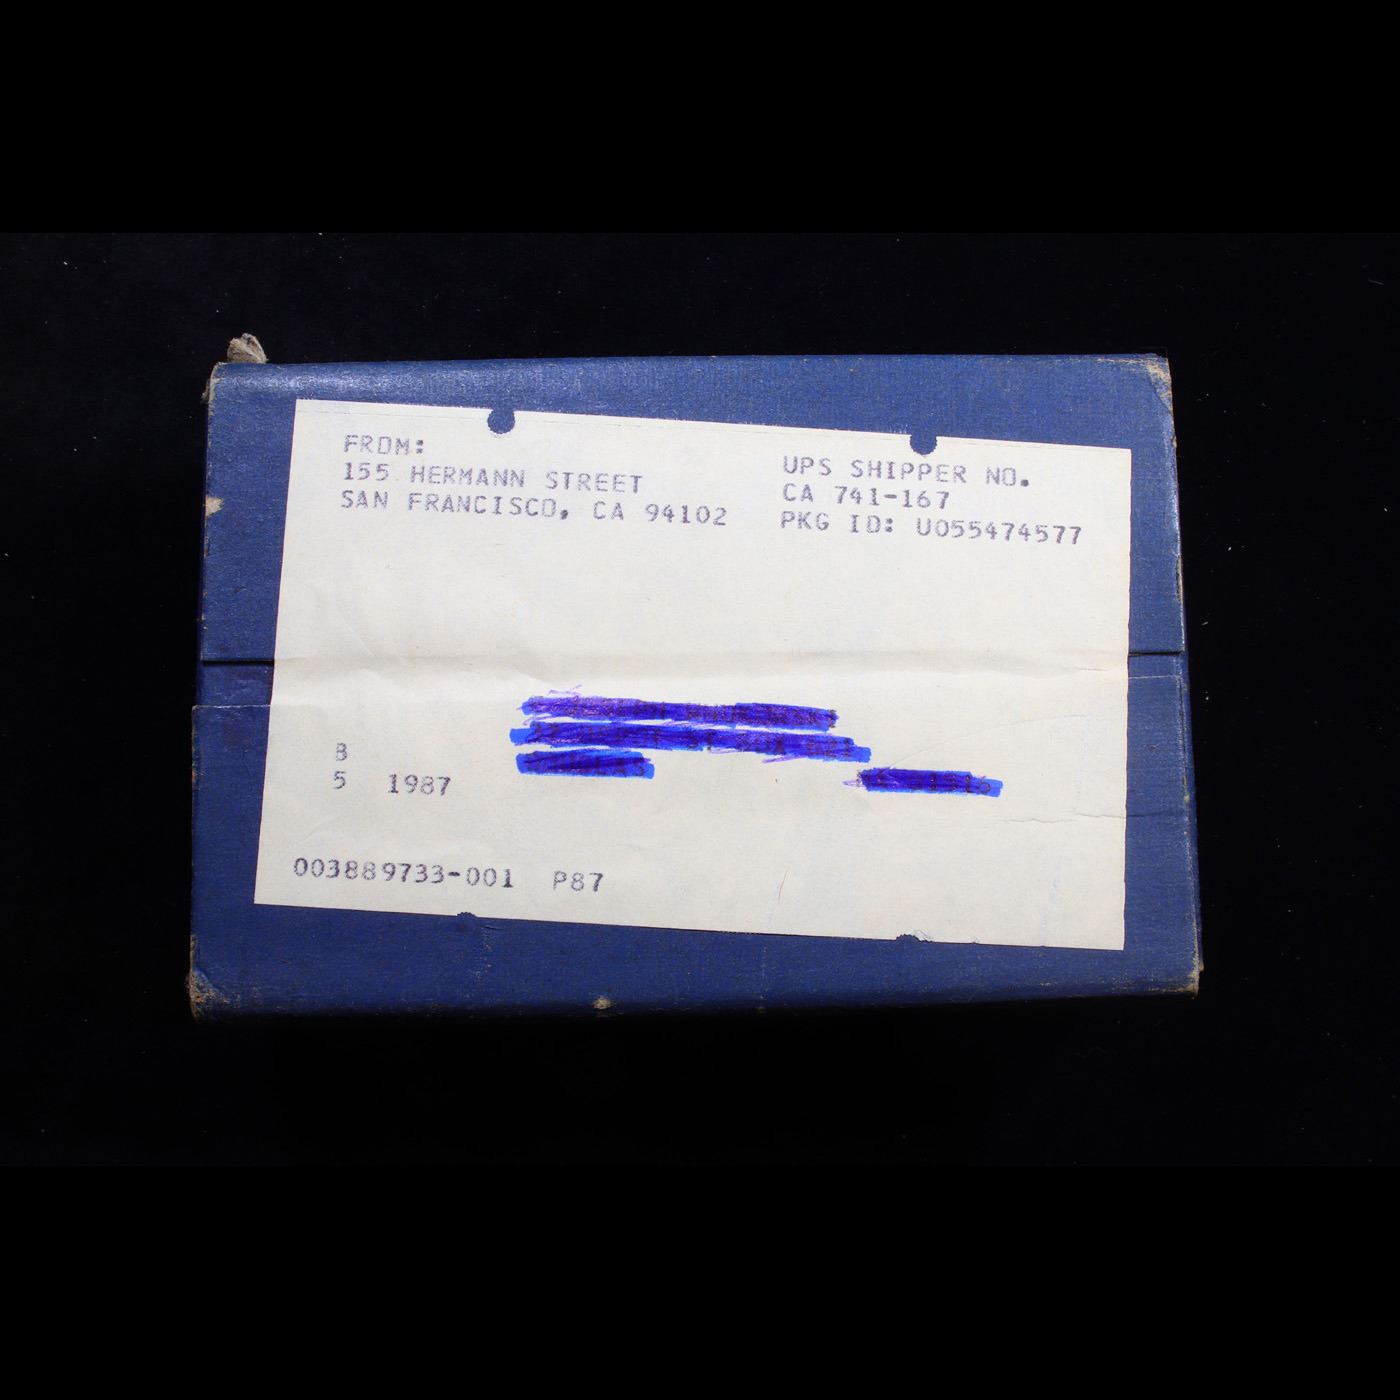 FROM:
155 HERMANN STREET
SAN FRANCISCO, CA 94102
UPS SHIPPER NO.
CA 741-167
PKG ID: U055474577
B
5 1987
003889733-001 P87